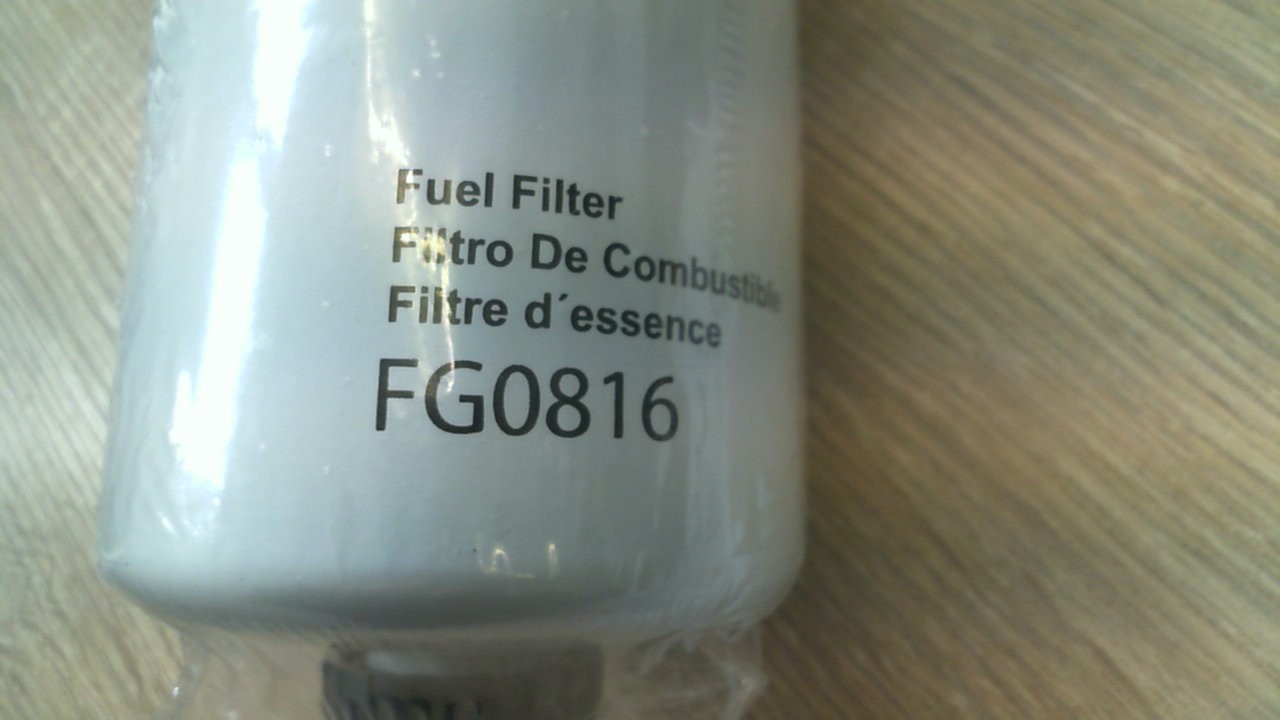 Fuel Filter
Filtro De Combustible
Filtre d´essence
FG0816